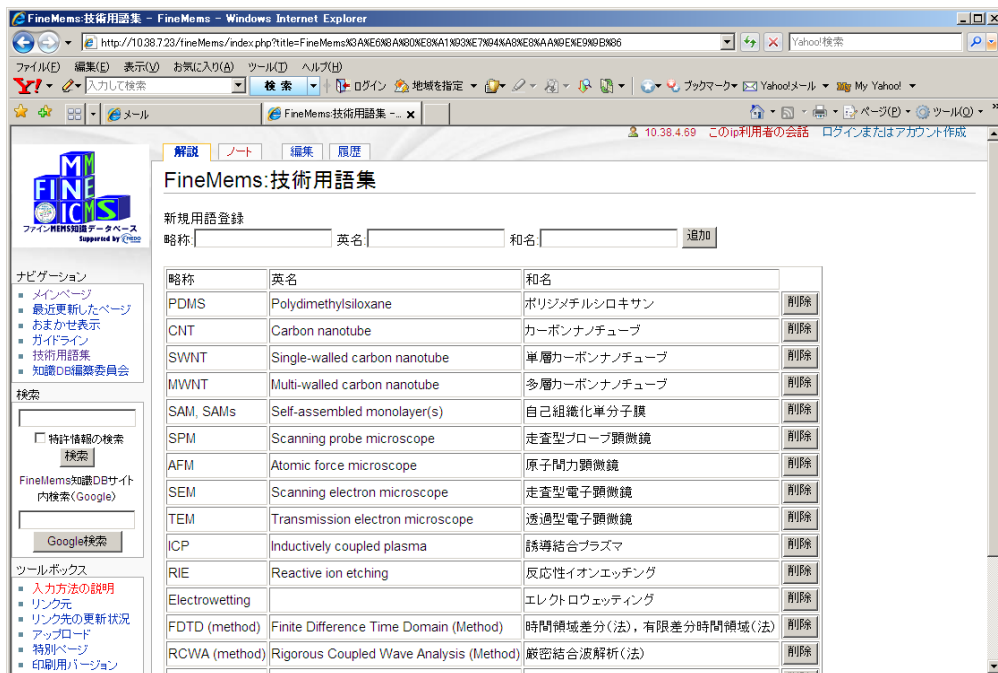 FineMems:技術用語集 - FineMems - Windows Internet Explorer
http://10.38.7.23/fineMems/index.php?title=FineMems%3A%E6%8A%80%E8%A1%93%E7%94%A8%E8%AA%9E%E9%9B%86
Yahoo!検索
ファイル(F) 編集(E) 表示(V) お気に入り(A) ツール(T) ヘルプ(H)
Y! 入力して検索 検索 ログイン 地域を指定 ブックマーク Yahoo!メール My Yahoo!
メール FineMems:技術用語集 -... ページ(P) ツール(O)
10.38.4.69 このip利用者の会話 ログインまたはアカウント作成
解説 ノート 編集 履歴
MM
FINE
ICMS
ファインMEMS知識データベース
Supported by NEDO
FineMems:技術用語集
新規用語登録
略称: 英名: 和名: 追加
ナビゲーション
メインページ
最近更新したページ
おまかせ表示
ガイドライン
技術用語集
知識DB編纂委員会
検索
特許情報の検索
検索
FineMems知識DBサイト
内検索(Google)
Google検索
ツールボックス
入力方法の説明
リンク元
リンク先の更新状況
アップロード
特別ページ
印刷用バージョン
略称 英名 和名
PDMS Polydimethylsiloxane ポリジメチルシロキサン 削除
CNT Carbon nanotube カーボンナノチューブ 削除
SWNT Single-walled carbon nanotube 単層カーボンナノチューブ 削除
MWNT Multi-walled carbon nanotube 多層カーボンナノチューブ 削除
SAM, SAMs Self-assembled monolayer(s) 自己組織化単分子膜 削除
SPM Scanning probe microscope 走査型プローブ顕微鏡 削除
AFM Atomic force microscope 原子間力顕微鏡 削除
SEM Scanning electron microscope 走査型電子顕微鏡 削除
TEM Transmission electron microscope 透過型電子顕微鏡 削除
ICP Inductively coupled plasma 誘導結合プラズマ 削除
RIE Reactive ion etching 反応性イオンエッチング 削除
Electrowetting エレクトロウェッティング 削除
FDTD (method) Finite Difference Time Domain (Method) 時間領域差分(法), 有限差分時間領域(法) 削除
RCWA (method) Rigorous Coupled Wave Analysis (Method) 厳密結合波解析(法) 削除